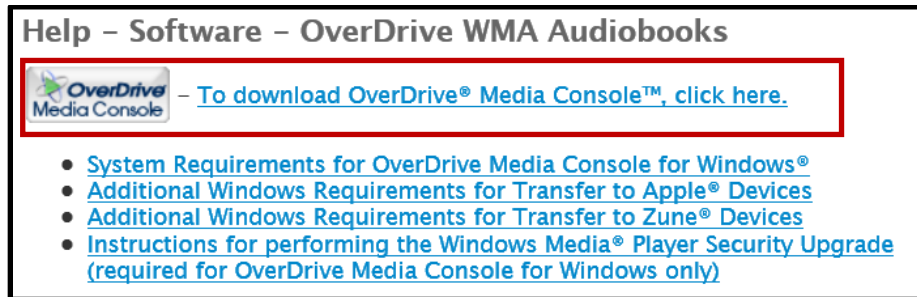 Help – Software – OverDrive WMA Audiobooks
OverDrive
Media Console – To download OverDrive® Media Console™, click here.
• System Requirements for OverDrive Media Console for Windows®
• Additional Windows Requirements for Transfer to Apple® Devices
• Additional Windows Requirements for Transfer to Zune® Devices
• Instructions for performing the Windows Media® Player Security Upgrade
(required for OverDrive Media Console for Windows only)